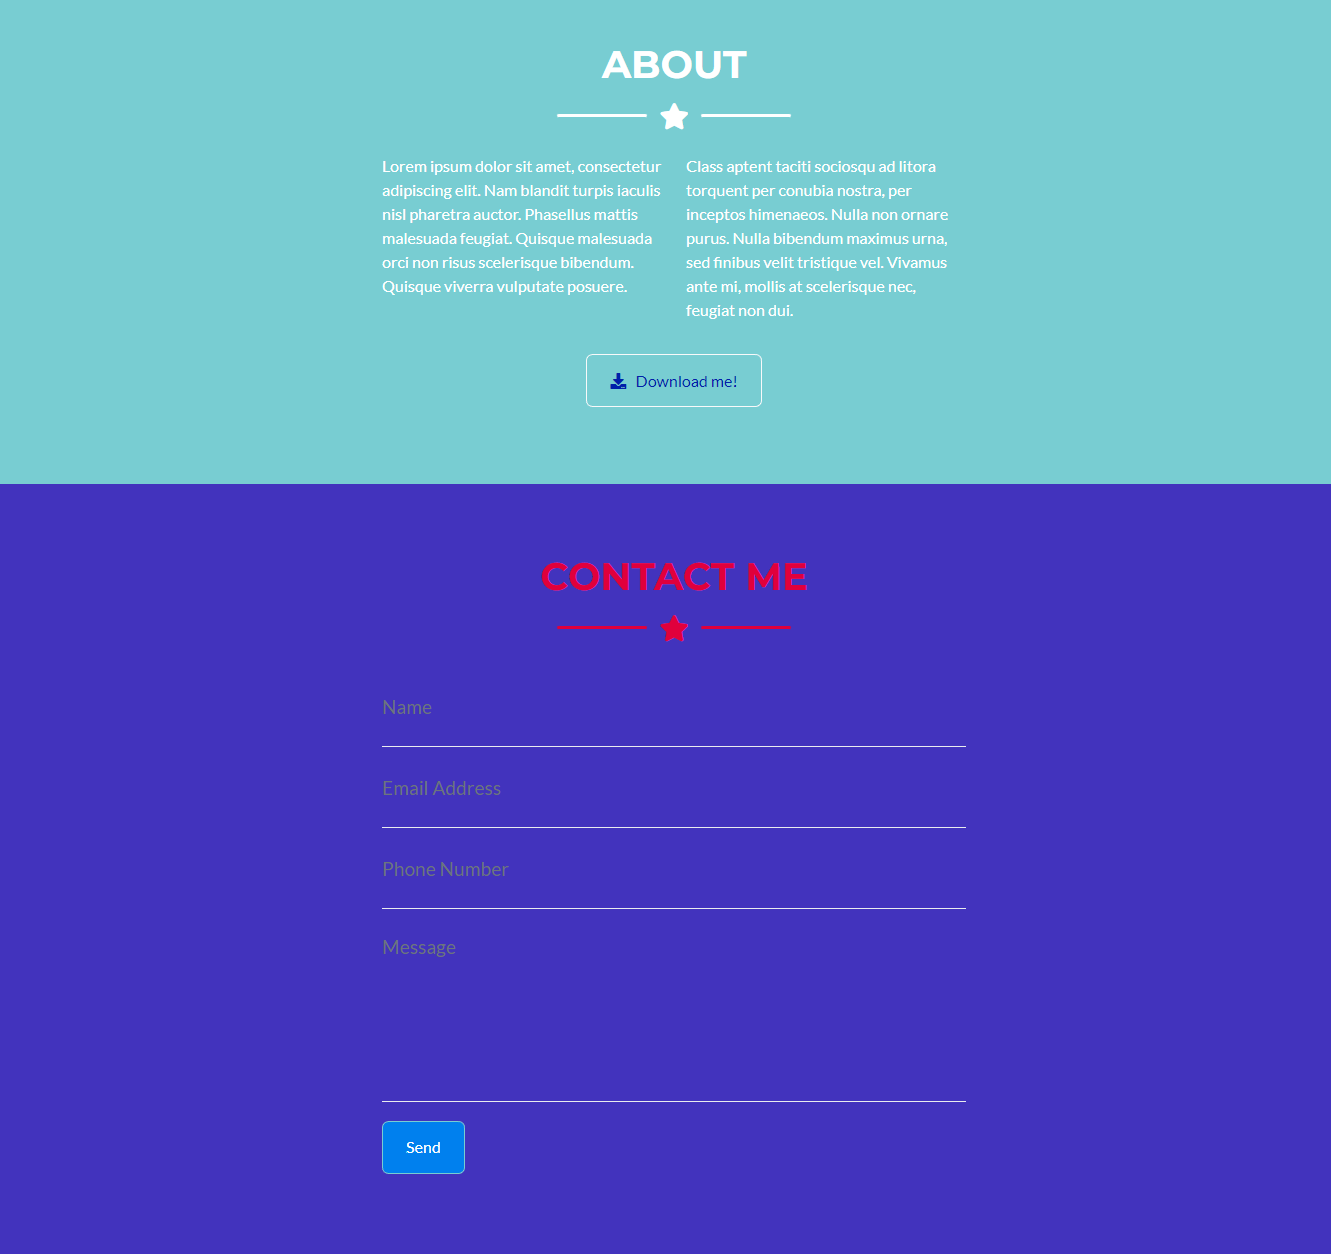 ABOUT
Lorem ipsum dolor sit amet, consectetur
adipiscing elit. Nam blandit turpis iaculis
nisl pharetra auctor. Phasellus mattis
malesuada feugiat. Quisque malesuada
orci non risus scelerisque bibendum.
Quisque viverra vulputate posuere.
Class aptent taciti sociosqu ad litora
torquent per conubia nostra, per
inceptos himenaeos. Nulla non ornare
purus. Nulla bibendum maximus urna,
sed finibus velit tristique vel. Vivamus
ante mi, mollis at scelerisque nec,
feugiat non dui.
Download me!
CONTACT ME
Name
Email Address
Phone Number
Message
Send